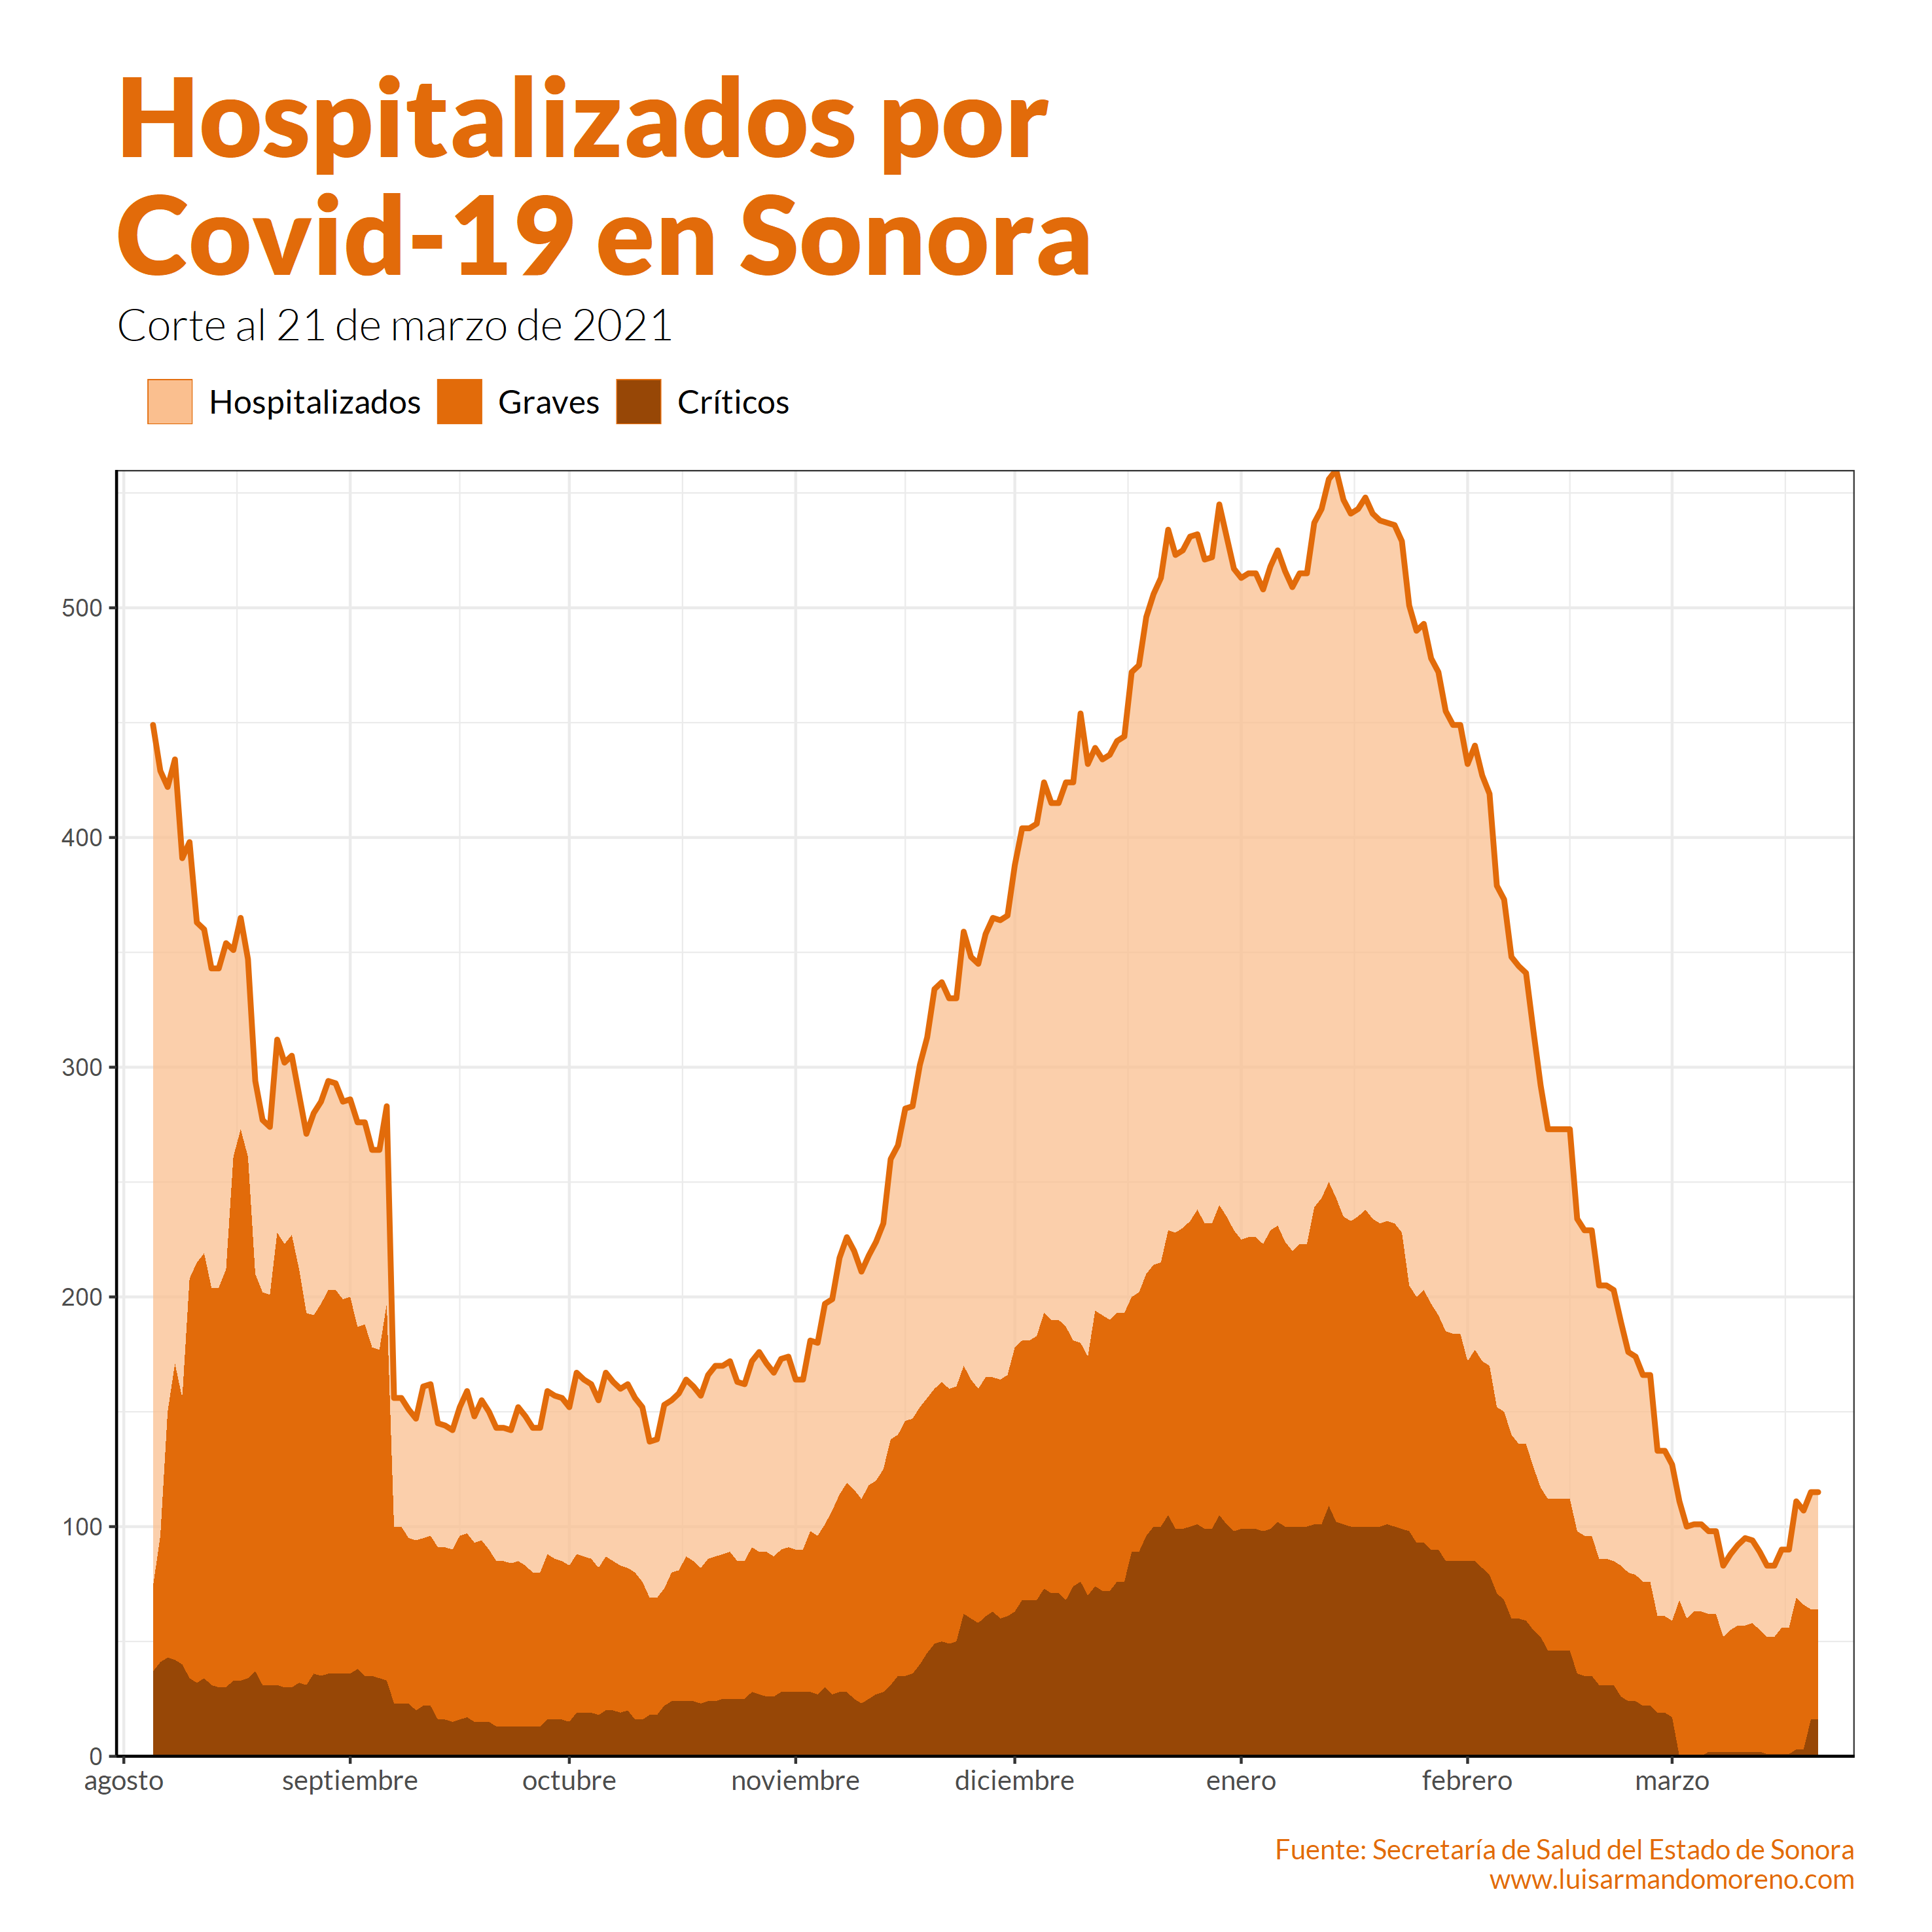 Hospitalizados por
Covid-19 en Sonora
Corte al 21 de marzo de 2021
Hospitalizados Graves Críticos
500
400
300
200
100
0
agosto septiembre octubre noviembre diciembre enero febrero marzo
Fuente: Secretaría de Salud del Estado de Sonora
www.luisarmandomoreno.com